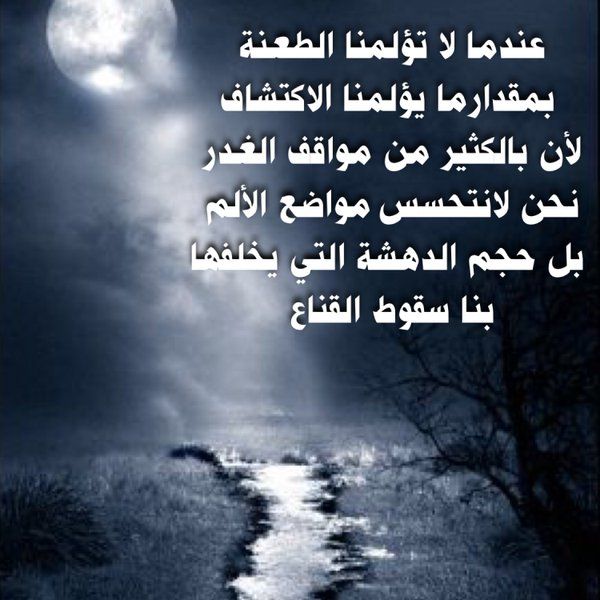 عندما لا تؤلمنا الطعنة
بمقدارما يؤلمنا الاكتشاف
لأن بالكثير من مواقف الغدر
نحن لانتحسس مواضع الألم
بل حجم الدهشة التي يخلفها
بنا سقوط القناع